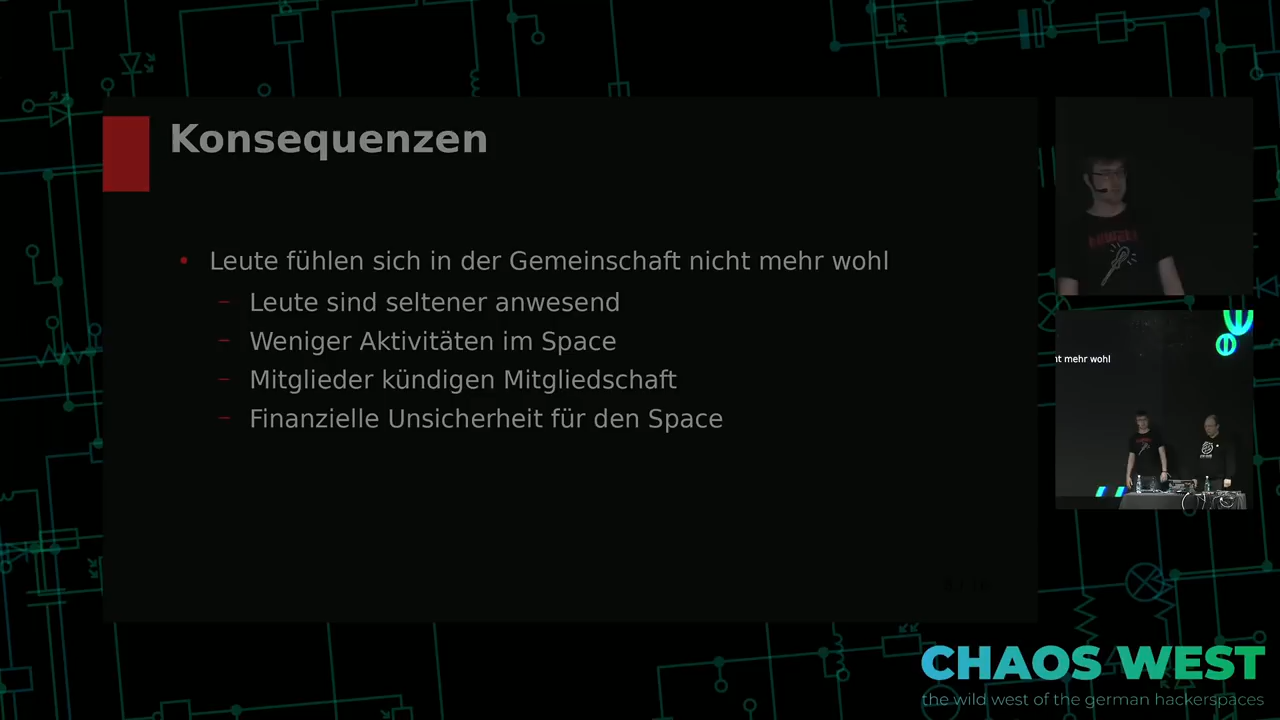 Konsequenzen
• Leute fühlen sich in der Gemeinschaft nicht mehr wohl
– Leute sind seltener anwesend
– Weniger Aktivitäten im Space
– Mitglieder kündigen Mitgliedschaft
– Finanzielle Unsicherheit für den Space
ht mehr wohl
CHAOS WEST
the wild west of the german hackerspaces